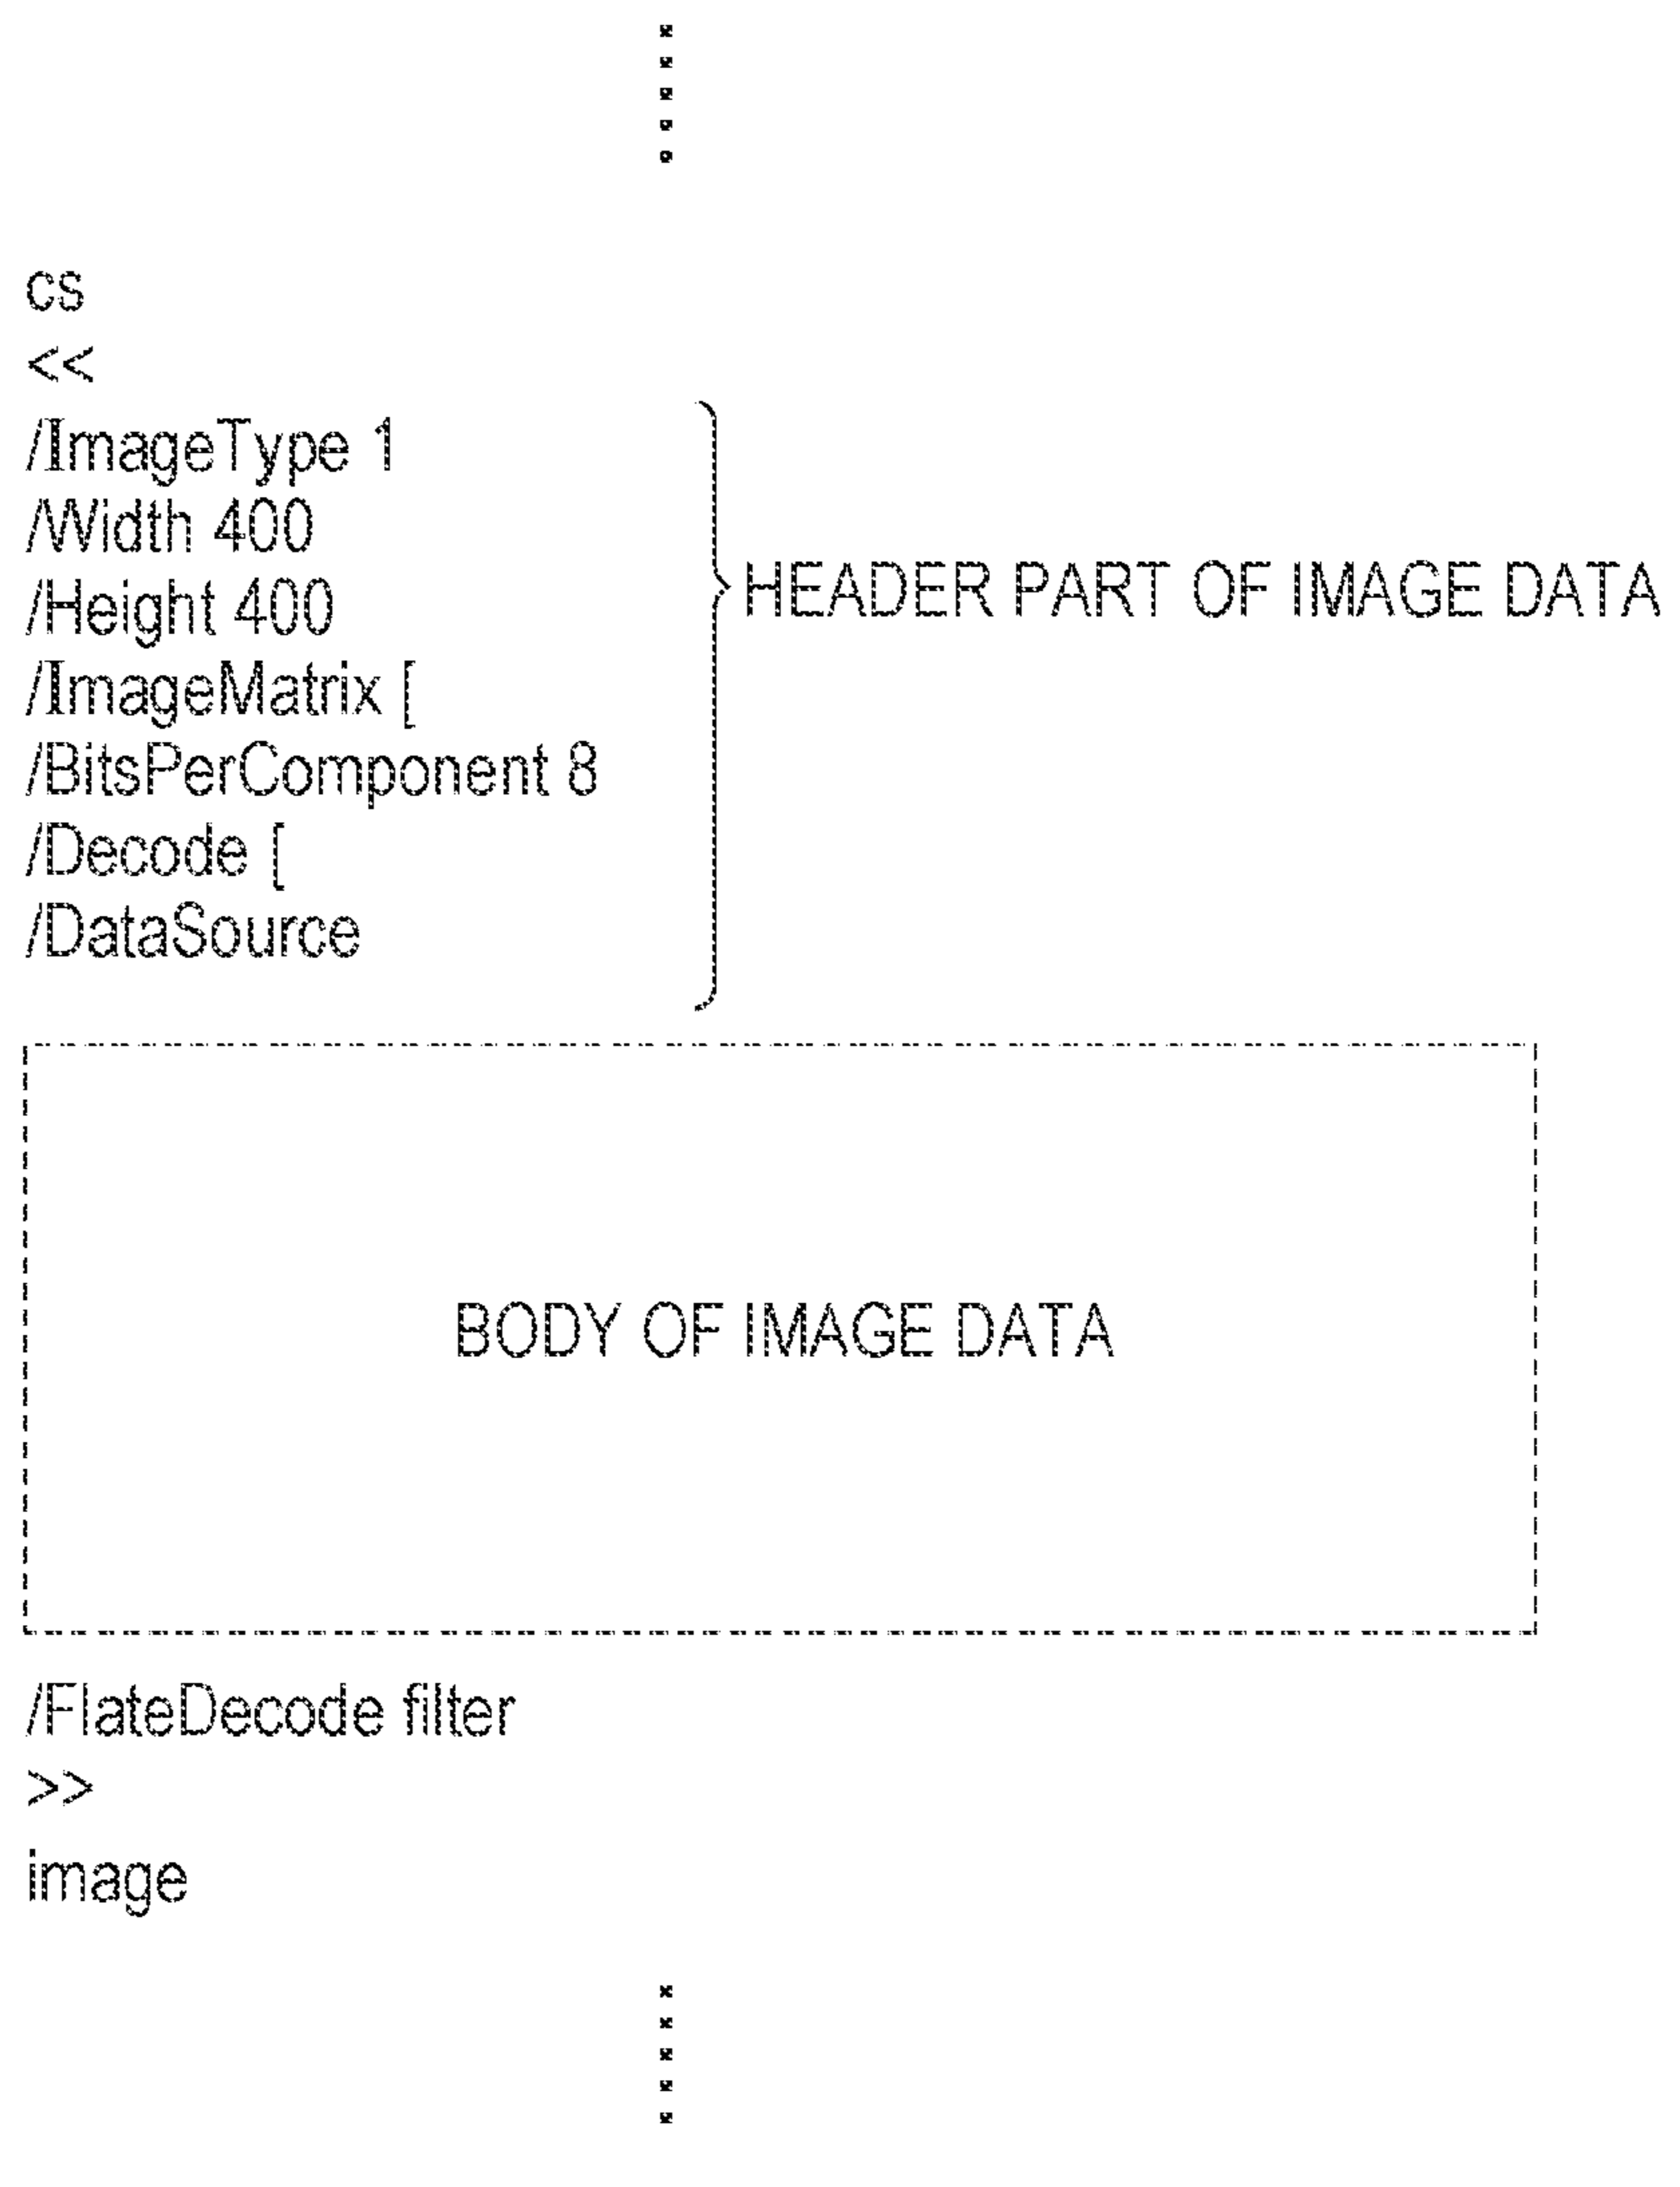 cs
<<
/ImageType 1
/Width 400
/Height 400
/ImageMatrix [
/BitsPerComponent 8
/Decode [
/DataSource
HEADER PART OF IMAGE DATA
BODY OF IMAGE DATA
/FlateDecode filter
>>
image